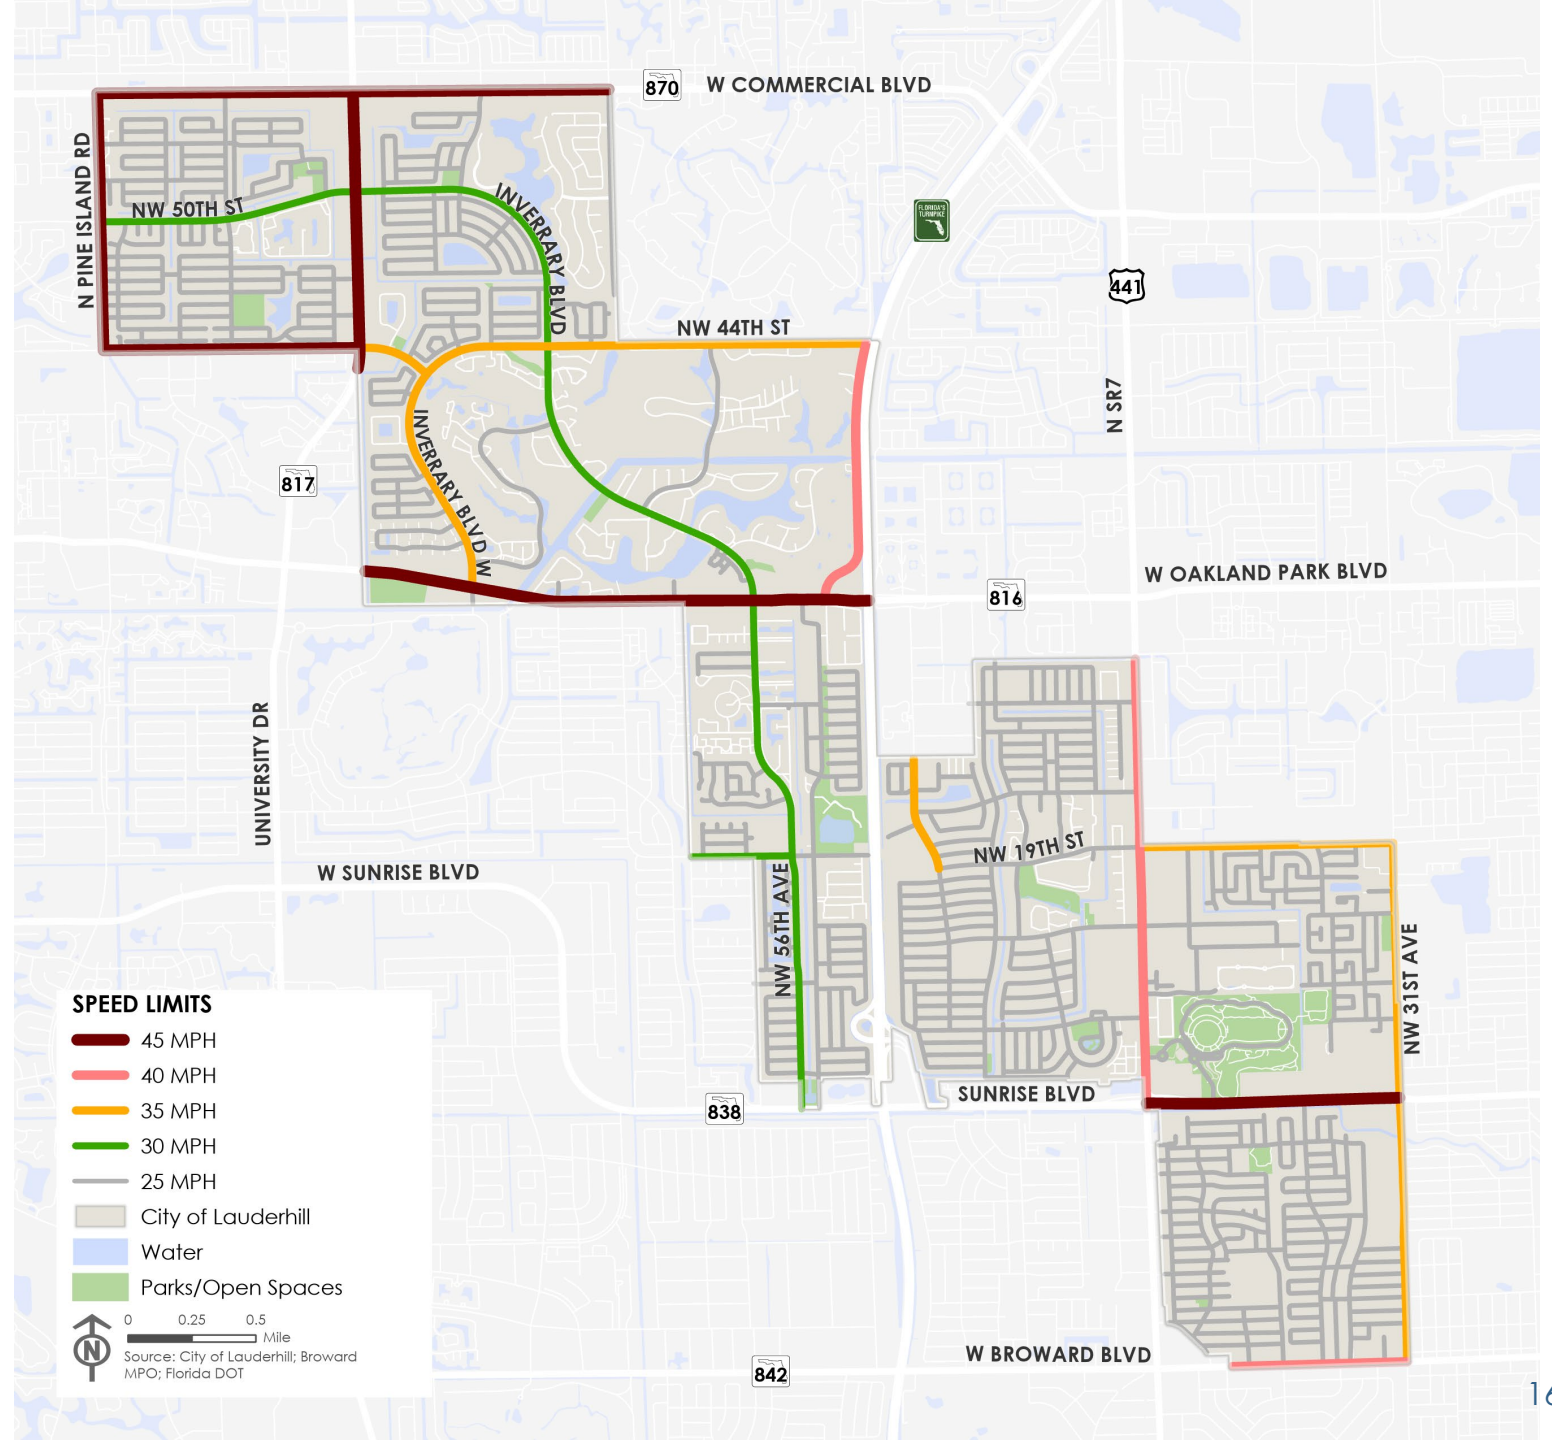 870 W COMMERCIAL BLVD
N PINE ISLAND RD
NW 50TH ST
INVERRARY BLVD
FLORIDA'S
TURNPIKE
441
NW 44TH ST
N SR7
INVERRARY BLVD W
817
W OAKLAND PARK BLVD
816
UNIVERSITY DR
NW 19TH ST
W SUNRISE BLVD
NW 56TH AVE
NW 31ST AVE
SUNRISE BLVD
838
W BROWARD BLVD
842
SPEED LIMITS
45 MPH
40 MPH
35 MPH
30 MPH
25 MPH
City of Lauderhill
Water
Parks/Open Spaces
N
0 0.25 0.5
Mile
Source: City of Lauderhill; Broward
MPO; Florida DOT
16